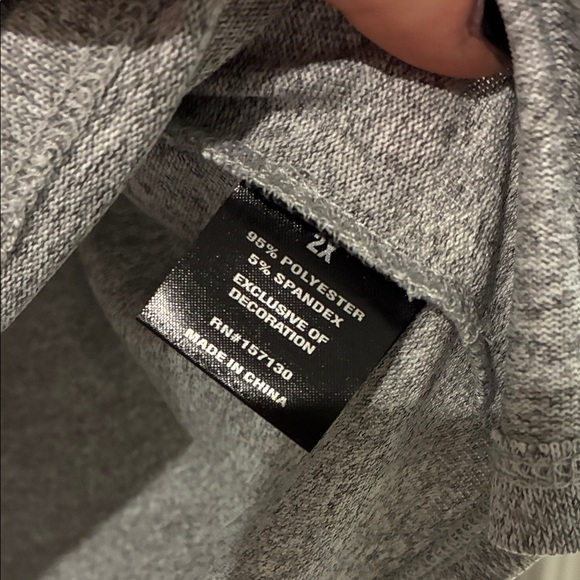 2X
95% POLYESTER
5% SPANDEX
EXCLUSIVE OF
DECORATION
RN#157130
MADE IN CHINA